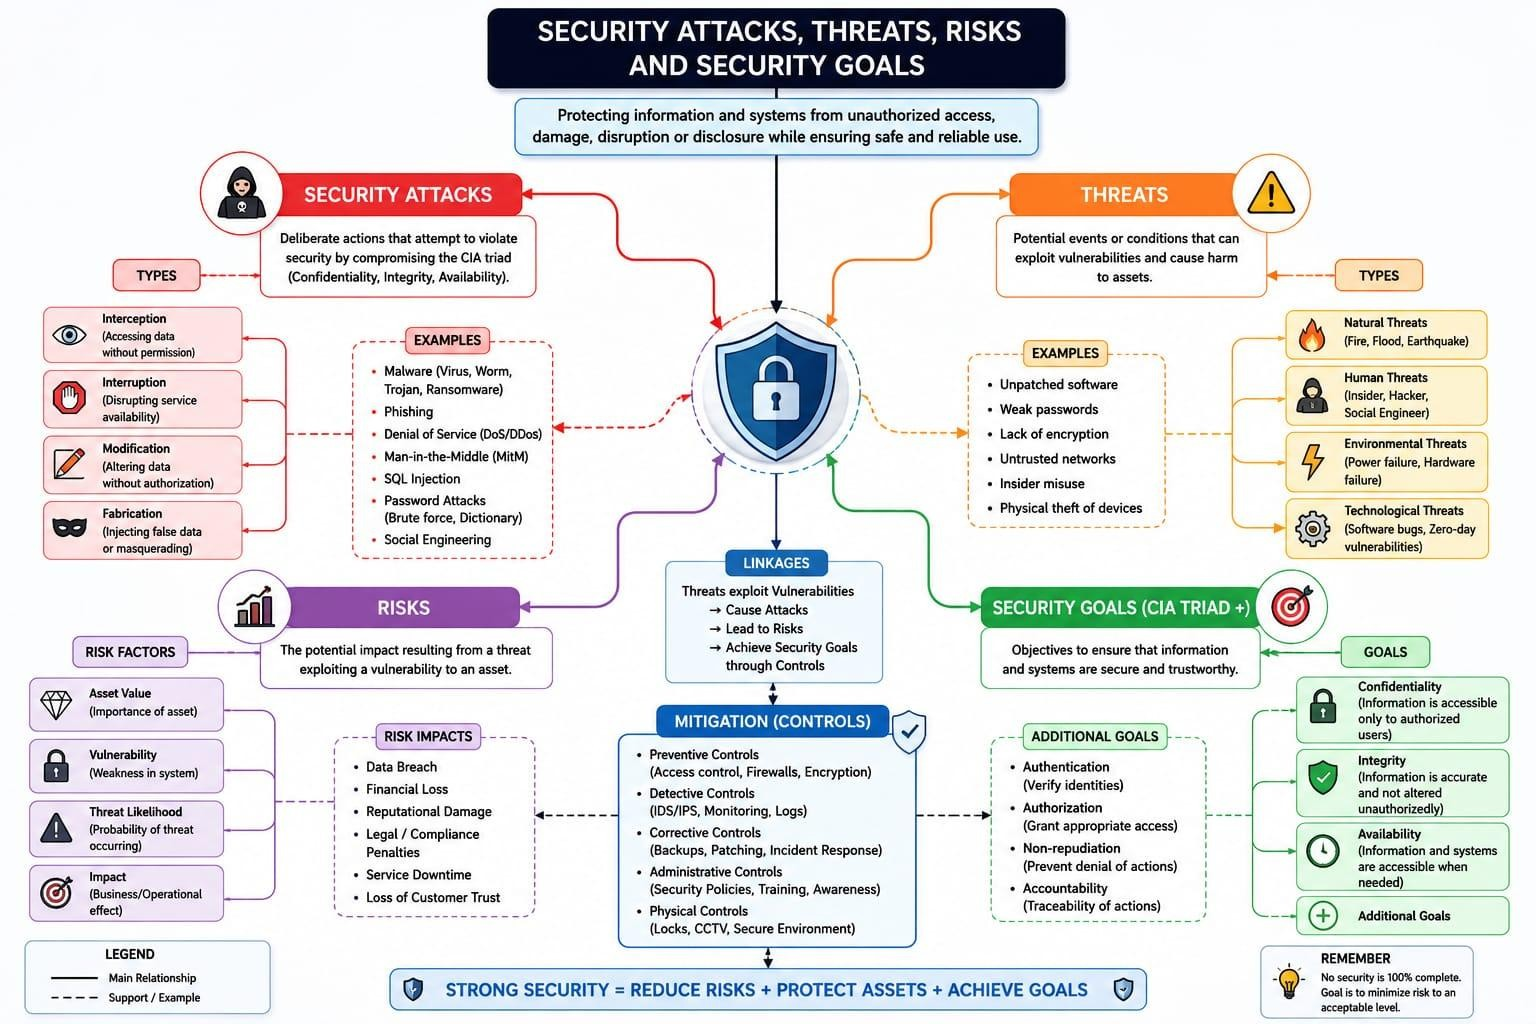 SECURITY ATTACKS, THREATS, RISKS
AND SECURITY GOALS
Protecting information and systems from unauthorized access,
damage, disruption or disclosure while ensuring safe and reliable use.
SECURITY ATTACKS
Deliberate actions that attempt to violate
security by compromising the CIA triad
(Confidentiality, Integrity, Availability).
TYPES
Interception
(Accessing data
without permission)
Interruption
(Disrupting service
availability)
Modification
(Altering data
without authorization)
Fabrication
(Injecting false data
or masquerading)
EXAMPLES
• Malware (Virus, Worm,
Trojan, Ransomware)
• Phishing
• Denial of Service (DoS/DDos)
• Man-in-the-Middle (MitM)
• SQL Injection
• Password Attacks
(Brute force, Dictionary)
• Social Engineering
THREATS
Potential events or conditions that can
exploit vulnerabilities and cause harm
to assets.
TYPES
EXAMPLES
• Unpatched software
• Weak passwords
• Lack of encryption
• Untrusted networks
• Insider misuse
• Physical theft of devices
Natural Threats
(Fire, Flood, Earthquake)
Human Threats
(Insider, Hacker,
Social Engineer)
Environmental Threats
(Power failure, Hardware
failure)
Technological Threats
(Software bugs, Zero-day
vulnerabilities)
RISKS
The potential impact resulting from a threat
exploiting a vulnerability to an asset.
RISK FACTORS
Asset Value
(Importance of asset)
Vulnerability
(Weakness in system)
Threat Likelihood
(Probability of threat
occurring)
Impact
(Business/Operational
effect)
RISK IMPACTS
• Data Breach
• Financial Loss
• Reputational Damage
• Legal / Compliance
Penalties
• Service Downtime
• Loss of Customer Trust
LINKAGES
Threats exploit Vulnerabilities
→ Cause Attacks
→ Lead to Risks
→ Achieve Security Goals
through Controls
MITIGATION (CONTROLS)
• Preventive Controls
(Access control, Firewalls, Encryption)
• Detective Controls
(IDS/IPS, Monitoring, Logs)
• Corrective Controls
(Backups, Patching, Incident Response)
• Administrative Controls
(Security Policies, Training, Awareness)
• Physical Controls
(Locks, CCTV, Secure Environment)
SECURITY GOALS (CIA TRIAD +)
Objectives to ensure that information
and systems are secure and trustworthy.
GOALS
ADDITIONAL GOALS
• Authentication
(Verify identities)
• Authorization
(Grant appropriate access)
• Non-repudiation
(Prevent denial of actions)
• Accountability
(Traceability of actions)
Confidentiality
(Information is accessible
only to authorized
users)
Integrity
(Information is accurate
and not altered
unauthorizedly)
Availability
(Information and systems
are accessible when
needed)
Additional Goals
LEGEND
Main Relationship
Support / Example
STRONG SECURITY = REDUCE RISKS + PROTECT ASSETS + ACHIEVE GOALS
REMEMBER
No security is 100% complete.
Goal is to minimize risk to an
acceptable level.